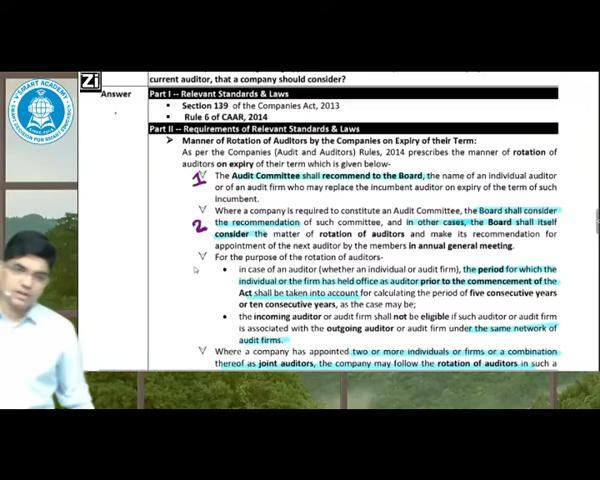 Zi
current auditor, that a company should consider?
V'SMART ACADEMY
Answer
Part I -- Relevant Standards & Laws
▪ Section 139 of the Companies Act, 2013
▪ Rule 6 of CAAR, 2014
Part II -- Requirements of Relevant Standards & Laws
➤ Manner of Rotation of Auditors by the Companies on Expiry of their Term:
As per the Companies (Audit and Auditors) Rules, 2014 prescribes the manner of rotation of
auditors on expiry of their term which is given below-
1 The Audit Committee shall recommend to the Board, the name of an individual auditor
or of an audit firm who may replace the incumbent auditor on expiry of the term of such
incumbent.
Where a company is required to constitute an Audit Committee, the Board shall consider
2 the recommendation of such committee, and in other cases, the Board shall itself
consider the matter of rotation of auditors and make its recommendation for
appointment of the next auditor by the members in annual general meeting.
For the purpose of the rotation of auditors-
• in case of an auditor (whether an individual or audit firm), the period for which the
individual or the firm has held office as auditor prior to the commencement of the
Act shall be taken into account for calculating the period of five consecutive years
or ten consecutive years, as the case may be;
• the incoming auditor or audit firm shall not be eligible if such auditor or audit firm
is associated with the outgoing auditor or audit firm under the same network of
audit firms.
Where a company has appointed two or more individuals or firms or a combination
thereof as joint auditors, the company may follow the rotation of auditors in such a